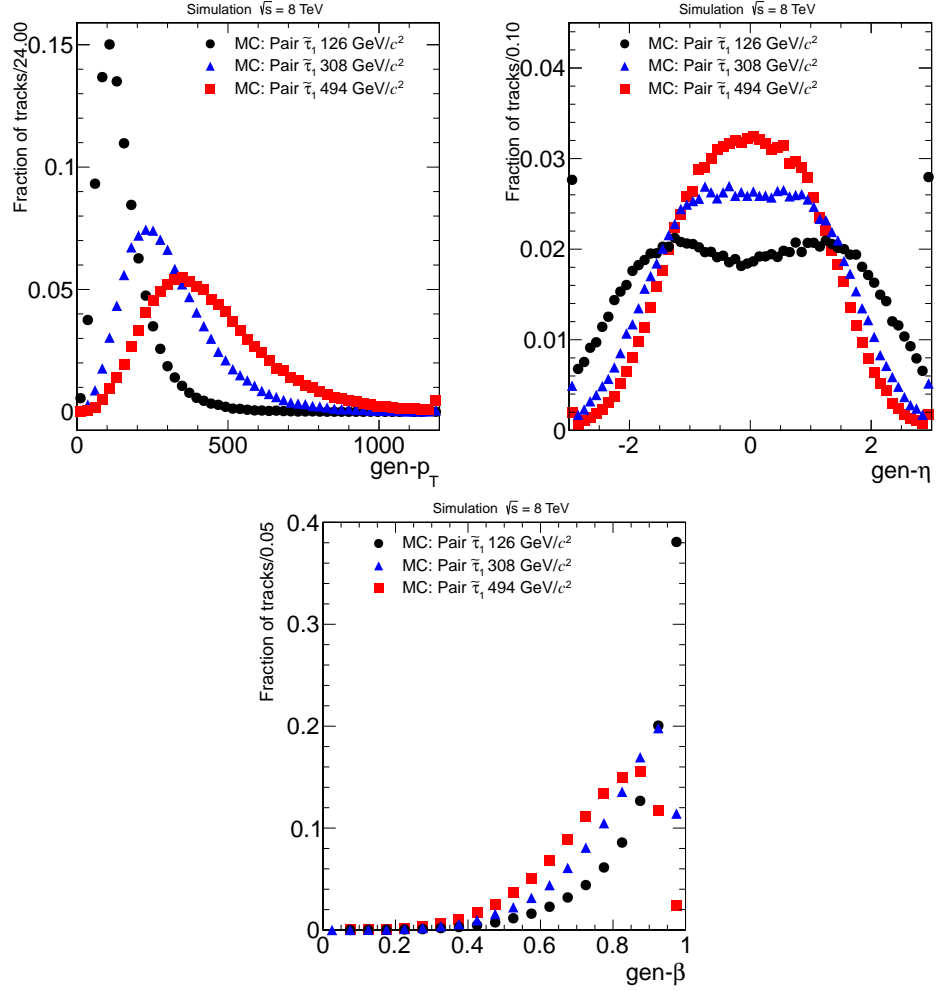 Simulation √s = 8 TeV
Fraction of tracks/24.00
0.15
0.1
0.05
0
MC: Pair τ̃₁ 126 GeV/c²
MC: Pair τ̃₁ 308 GeV/c²
MC: Pair τ̃₁ 494 GeV/c²
0 500 1000
gen-p_T
Simulation √s = 8 TeV
Fraction of tracks/0.10
0.04
0.03
0.02
0.01
0
MC: Pair τ̃₁ 126 GeV/c²
MC: Pair τ̃₁ 308 GeV/c²
MC: Pair τ̃₁ 494 GeV/c²
-2 0 2
gen-η
Simulation √s = 8 TeV
Fraction of tracks/0.05
0.4
0.3
0.2
0.1
0
MC: Pair τ̃₁ 126 GeV/c²
MC: Pair τ̃₁ 308 GeV/c²
MC: Pair τ̃₁ 494 GeV/c²
0 0.2 0.4 0.6 0.8 1
gen-β